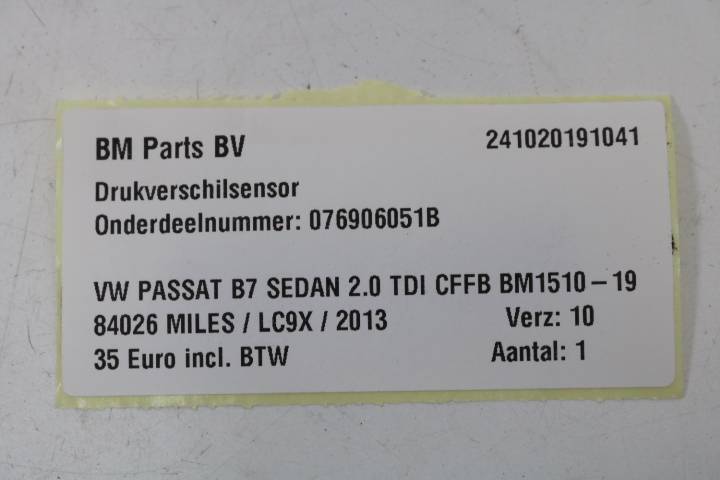 BM Parts BV 241020191041
Drukverschilsensor
Onderdeelnummer: 076906051B
VW PASSAT B7 SEDAN 2.0 TDI CFFB BM1510 – 19
84026 MILES / LC9X / 2013 Verz: 10
35 Euro incl. BTW Aantal: 1